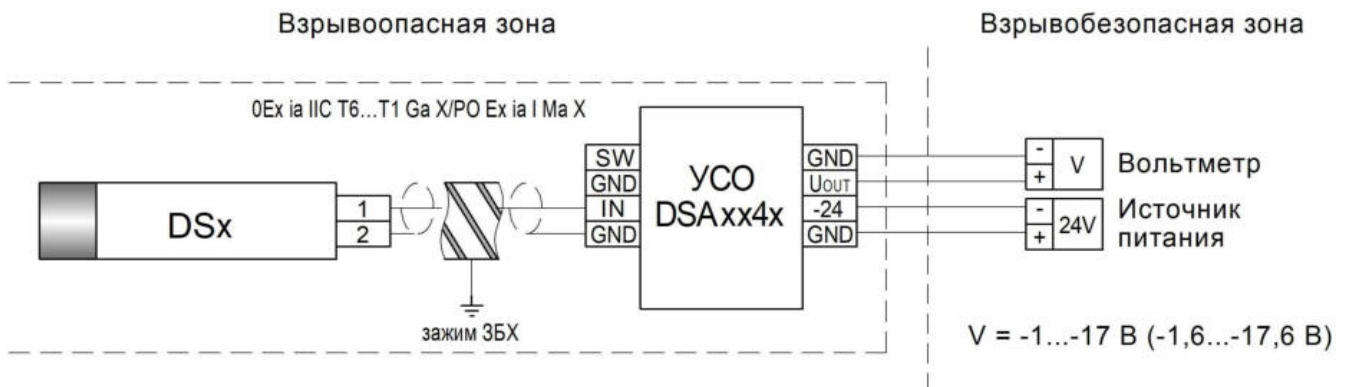 Взрывоопасная зона
Взрывобезопасная зона
0Ex ia IIC T6...T1 Ga X/PO Ex ia I Ma X
DSx
1
2
зажим ЗБХ
SW
GND
IN
GND
УСО
DSAxx4x
GND
UOUT
-24
GND
-
+
V
Вольтметр
-
+
24V
Источник
питания
V = -1...-17 В (-1,6...-17,6 В)